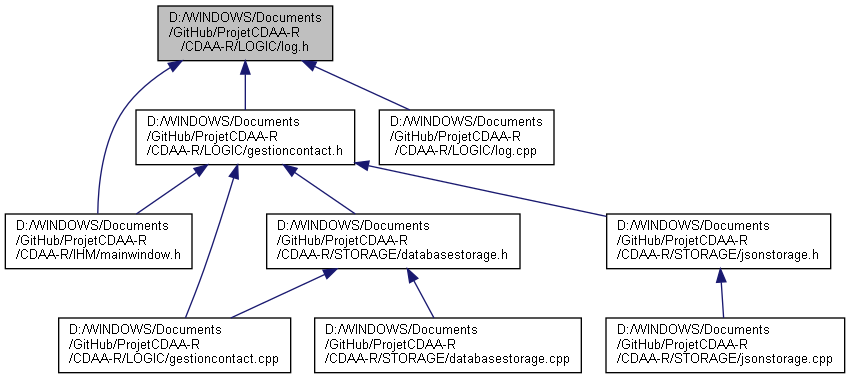 D:/WINDOWS/Documents
/GitHub/ProjetCDAA-R
/CDAA-R/LOGIC/log.h
D:/WINDOWS/Documents
/GitHub/ProjetCDAA-R
/CDAA-R/LOGIC/gestioncontact.h
D:/WINDOWS/Documents
/GitHub/ProjetCDAA-R
/CDAA-R/LOGIC/log.cpp
D:/WINDOWS/Documents
/GitHub/ProjetCDAA-R
/CDAA-R/IHM/mainwindow.h
D:/WINDOWS/Documents
/GitHub/ProjetCDAA-R
/CDAA-R/STORAGE/databasestorage.h
D:/WINDOWS/Documents
/GitHub/ProjetCDAA-R
/CDAA-R/STORAGE/jsonstorage.h
D:/WINDOWS/Documents
/GitHub/ProjetCDAA-R
/CDAA-R/LOGIC/gestioncontact.cpp
D:/WINDOWS/Documents
/GitHub/ProjetCDAA-R
/CDAA-R/STORAGE/databasestorage.cpp
D:/WINDOWS/Documents
/GitHub/ProjetCDAA-R
/CDAA-R/STORAGE/jsonstorage.cpp